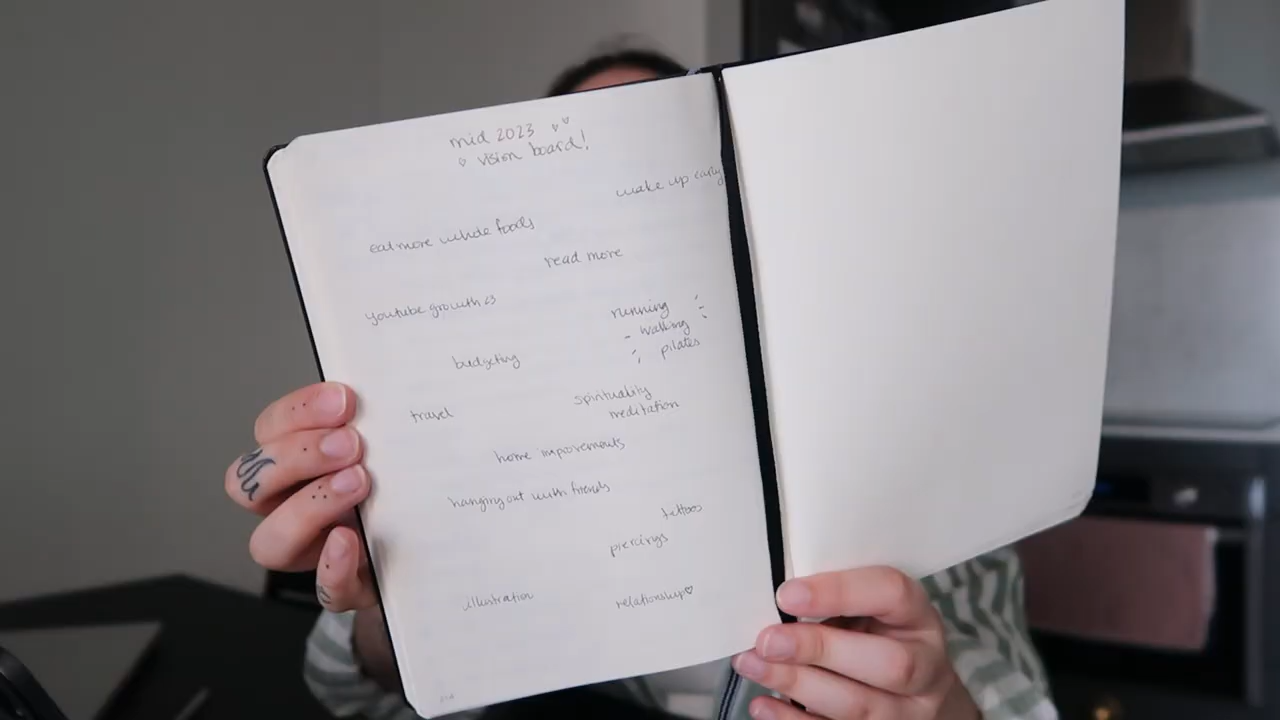 mid 2023 ♡♡
♡ vision board!
wake up early
eat more whole foods
read more
youtube growth <3
running
walking
pilates
budgeting
spirituality
meditation
travel
home improvements
hanging out with friends
tattoos
piercings
illustration
relationship♡